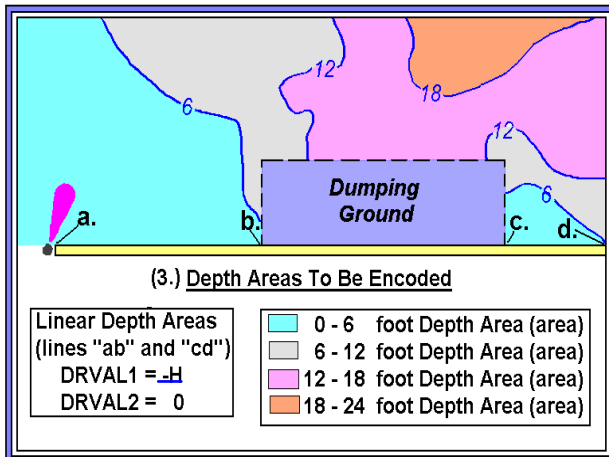 12
6
18
12
Dumping
Ground
6
a.
b.
c.
d.
(3.) Depth Areas To Be Encoded
Linear Depth Areas
(lines "ab" and "cd")
DRVAL1 = -H
DRVAL2 = 0
0 - 6 foot Depth Area (area)
6 - 12 foot Depth Area (area)
12 - 18 foot Depth Area (area)
18 - 24 foot Depth Area (area)